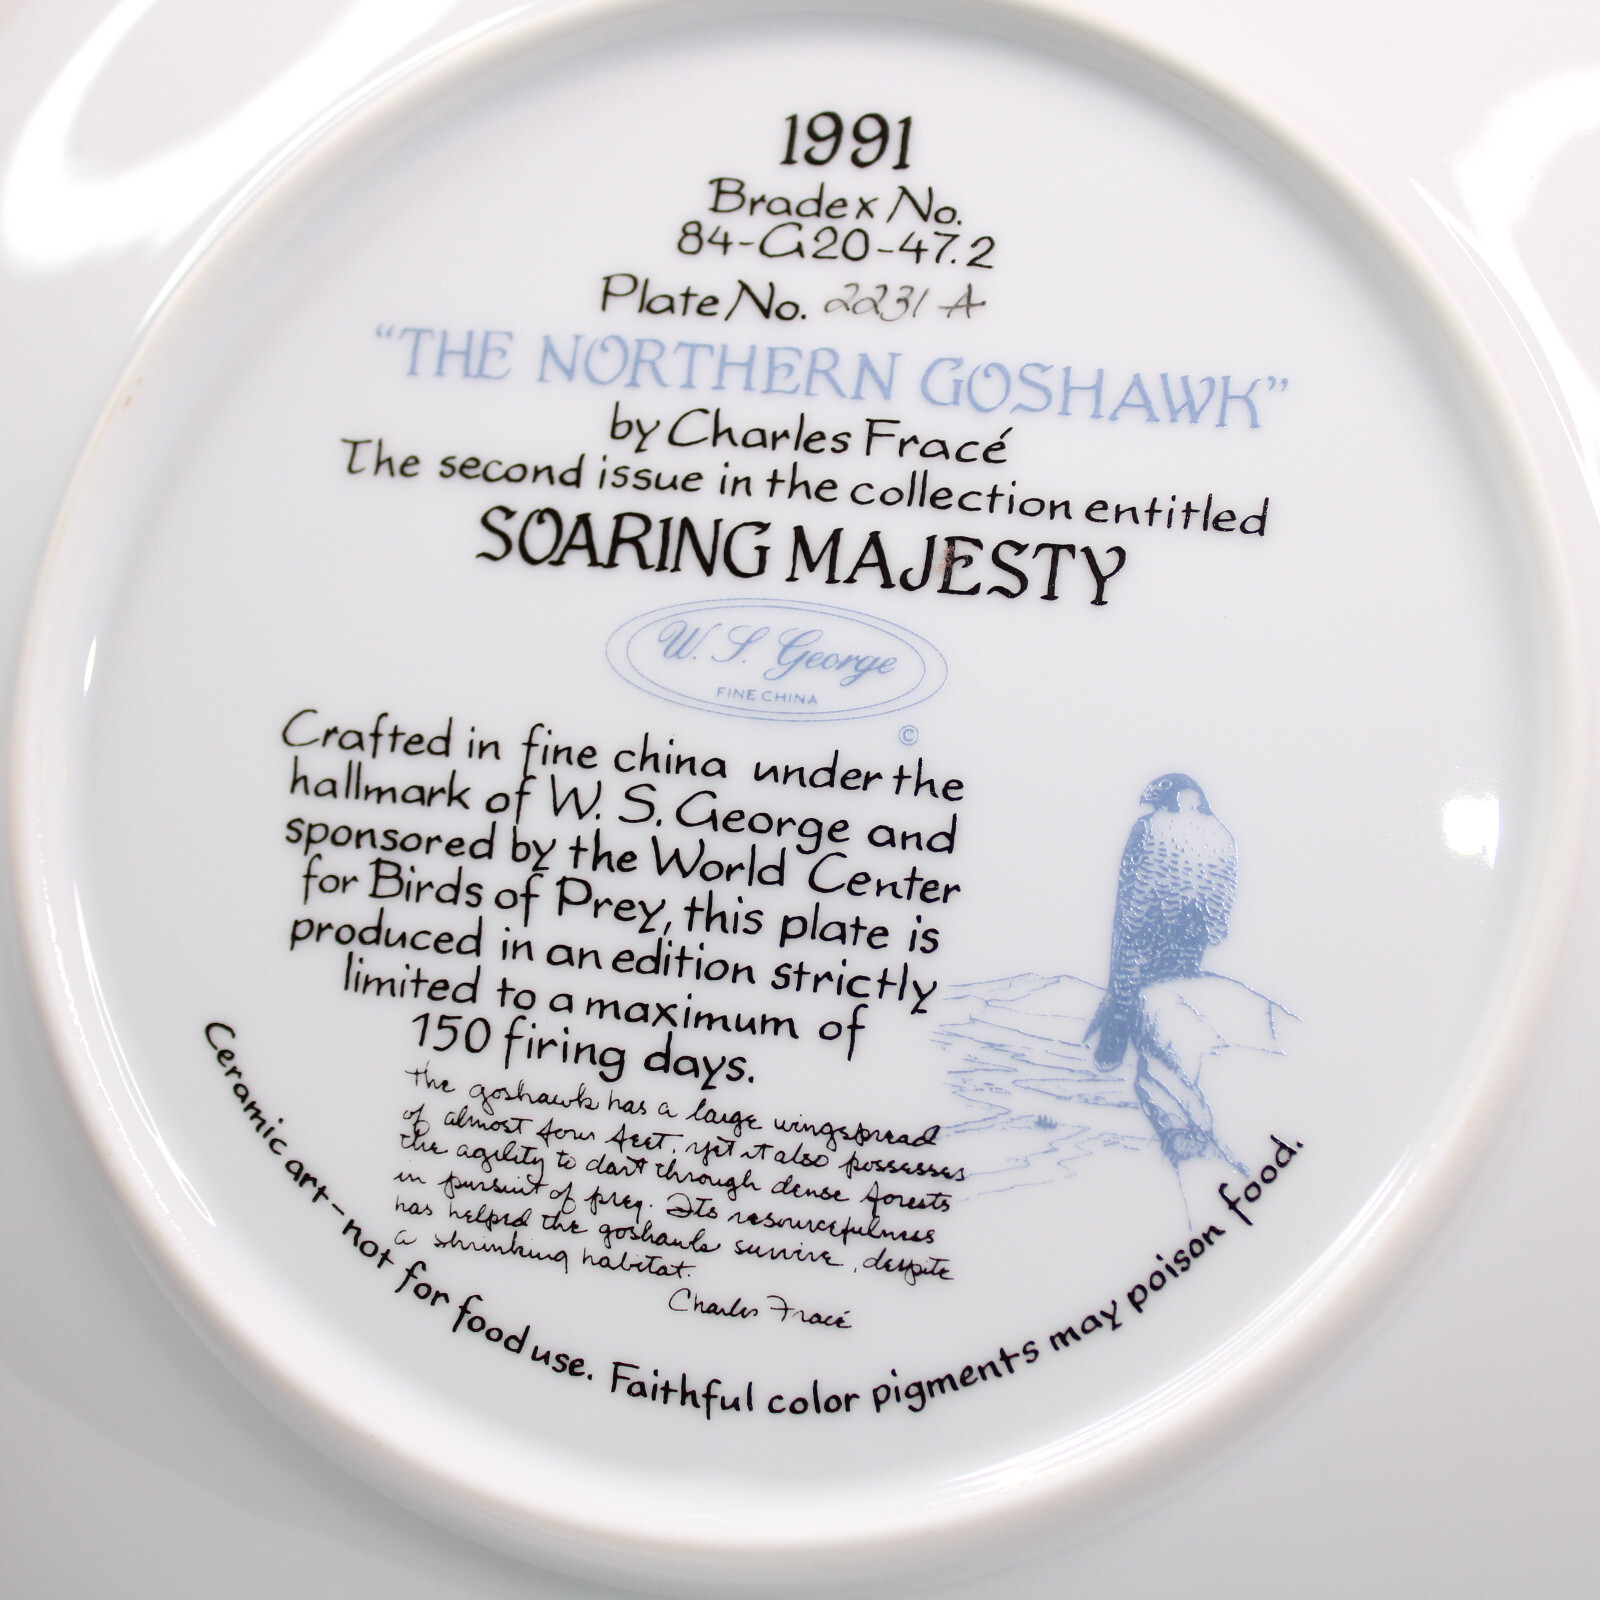 1991
Bradex No.
84-G20-47.2
Plate No. 2231 A
“THE NORTHERN GOSHAWK”
by Charles Fracé
The second issue in the collection entitled
SOARING MAJESTY
W. S. George
FINE CHINA
©
Crafted in fine china under the
hallmark of W. S. George and
sponsored by the World Center
for Birds of Prey, this plate is
produced in an edition strictly
limited to a maximum of
150 firing days.
The goshawk has a large wingspread
of almost four feet, yet it also possesses
the agility to dart through dense forests
in pursuit of prey. Its resourcefulness
has helped the goshawk survive, despite
a shrinking habitat.
Charles Fracé
Ceramic art-not for food use. Faithful color pigments may poison food.